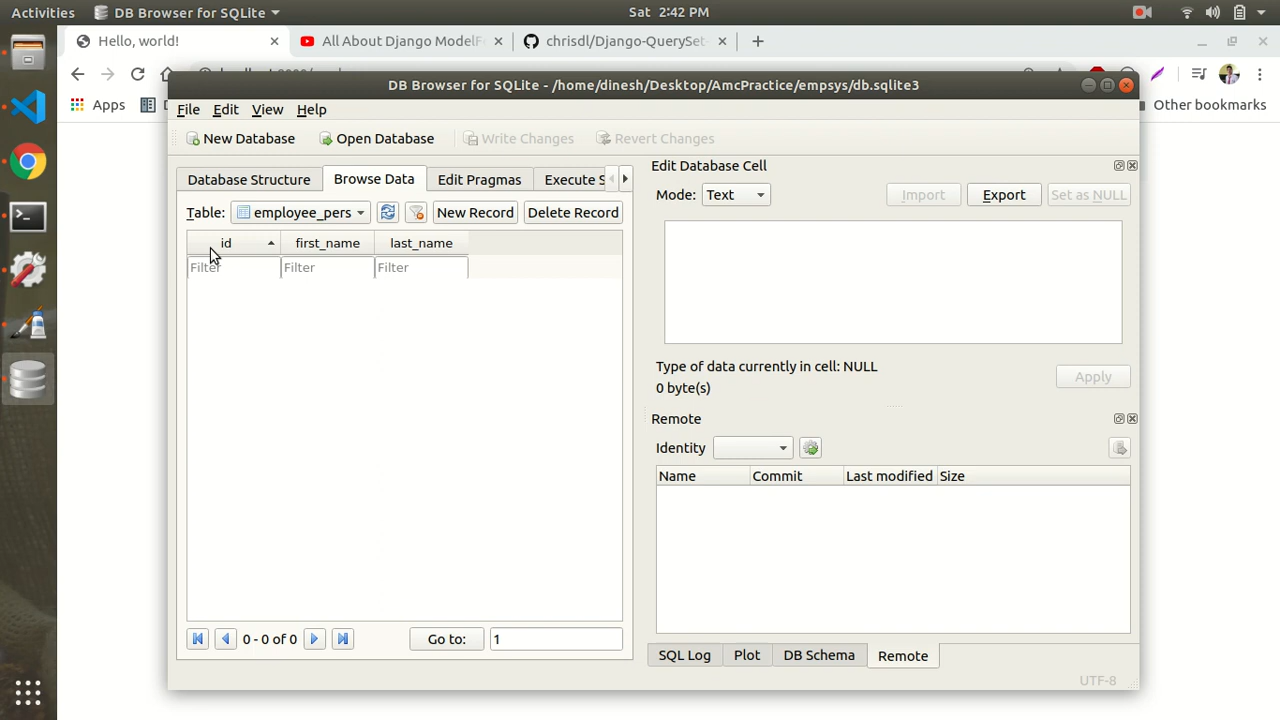 Activities
DB Browser for SQLite
Sat 2:42 PM
Hello, world!
All About Django ModelF
chrisdl/Django-QuerySet
Apps
Other bookmarks
DB Browser for SQLite - /home/dinesh/Desktop/AmcPractice/empsys/db.sqlite3
File Edit View Help
New Database Open Database Write Changes Revert Changes
Database Structure Browse Data Edit Pragmas Execute S
Table: employee_pers New Record Delete Record
id first_name last_name
Filter Filter Filter
0 - 0 of 0 Go to: 1
Edit Database Cell
Mode: Text Import Export Set as NULL
Type of data currently in cell: NULL
0 byte(s)
Apply
Remote
Identity
Name Commit Last modified Size
SQL Log Plot DB Schema Remote
UTF-8